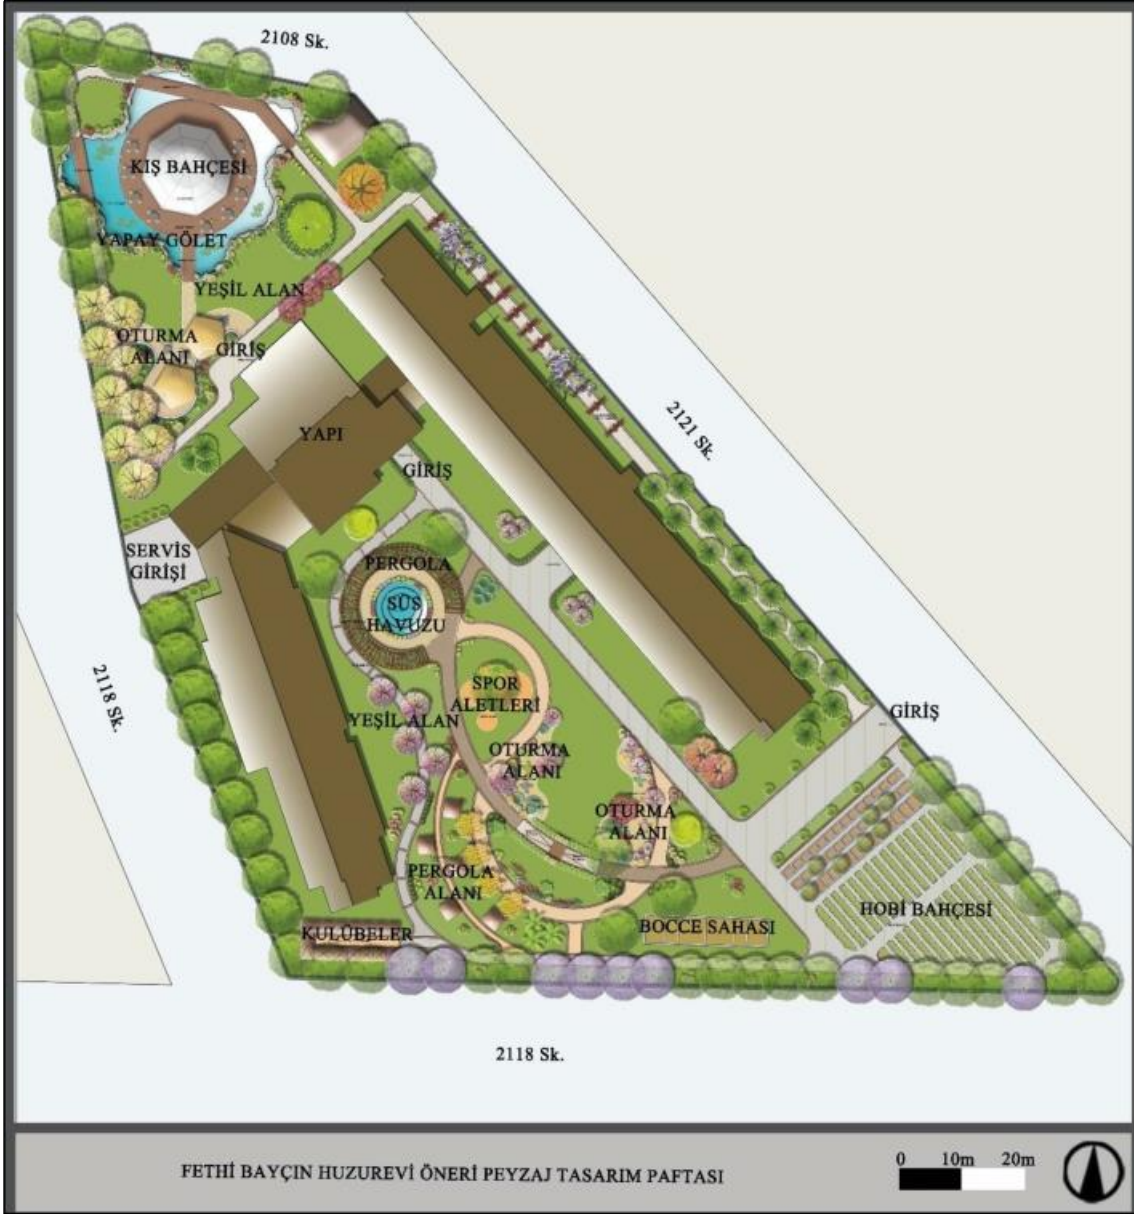 2108 Sk.
KIŞ BAHÇESİ
YAPAY GÖLET
YEŞİL ALAN
OTURMA
ALANI
GİRİŞ
YAPI
2121 Sk.
GİRİŞ
SERVİS
GİRİŞİ
PERGOLA
SÜS
HAVUZU
2118 Sk.
SPOR
ALETLERİ
YEŞİL ALAN
GİRİŞ
OTURMA
ALANI
OTURMA
ALANI
PERGOLA
ALANI
HOBİ BAHÇESİ
KULÜBELER
BOCCE SAHASI
2118 Sk.
FETHİ BAYÇIN HUZUREVİ ÖNERİ PEYZAJ TASARIM PAFTASI
0 10m 20m